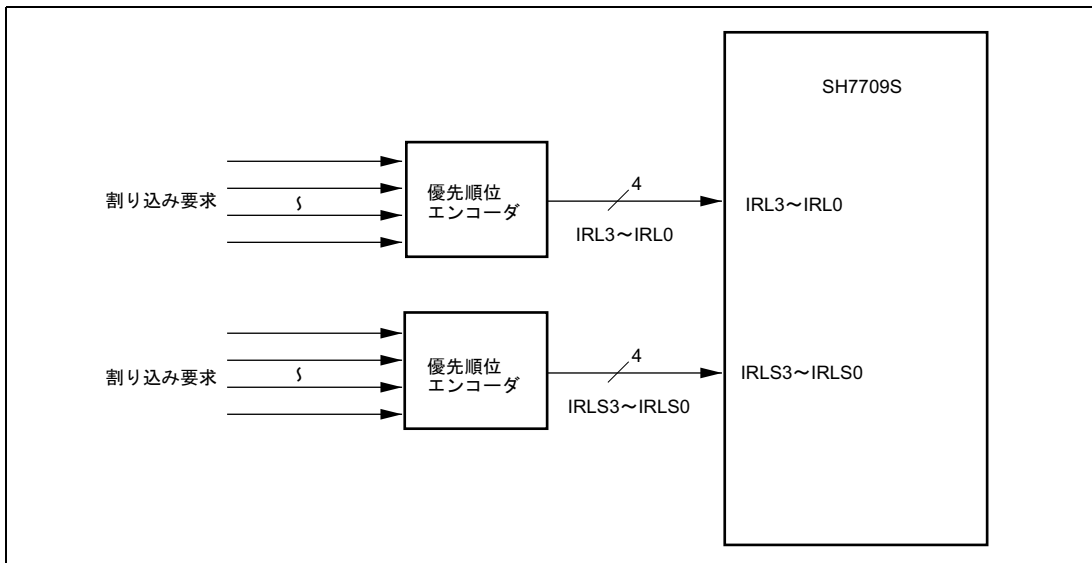 SH7709S
割り込み要求
〜
優先順位
エンコーダ
4
IRL3〜IRL0
IRL3〜IRL0
割り込み要求
〜
優先順位
エンコーダ
4
IRLS3〜IRLS0
IRLS3〜IRLS0